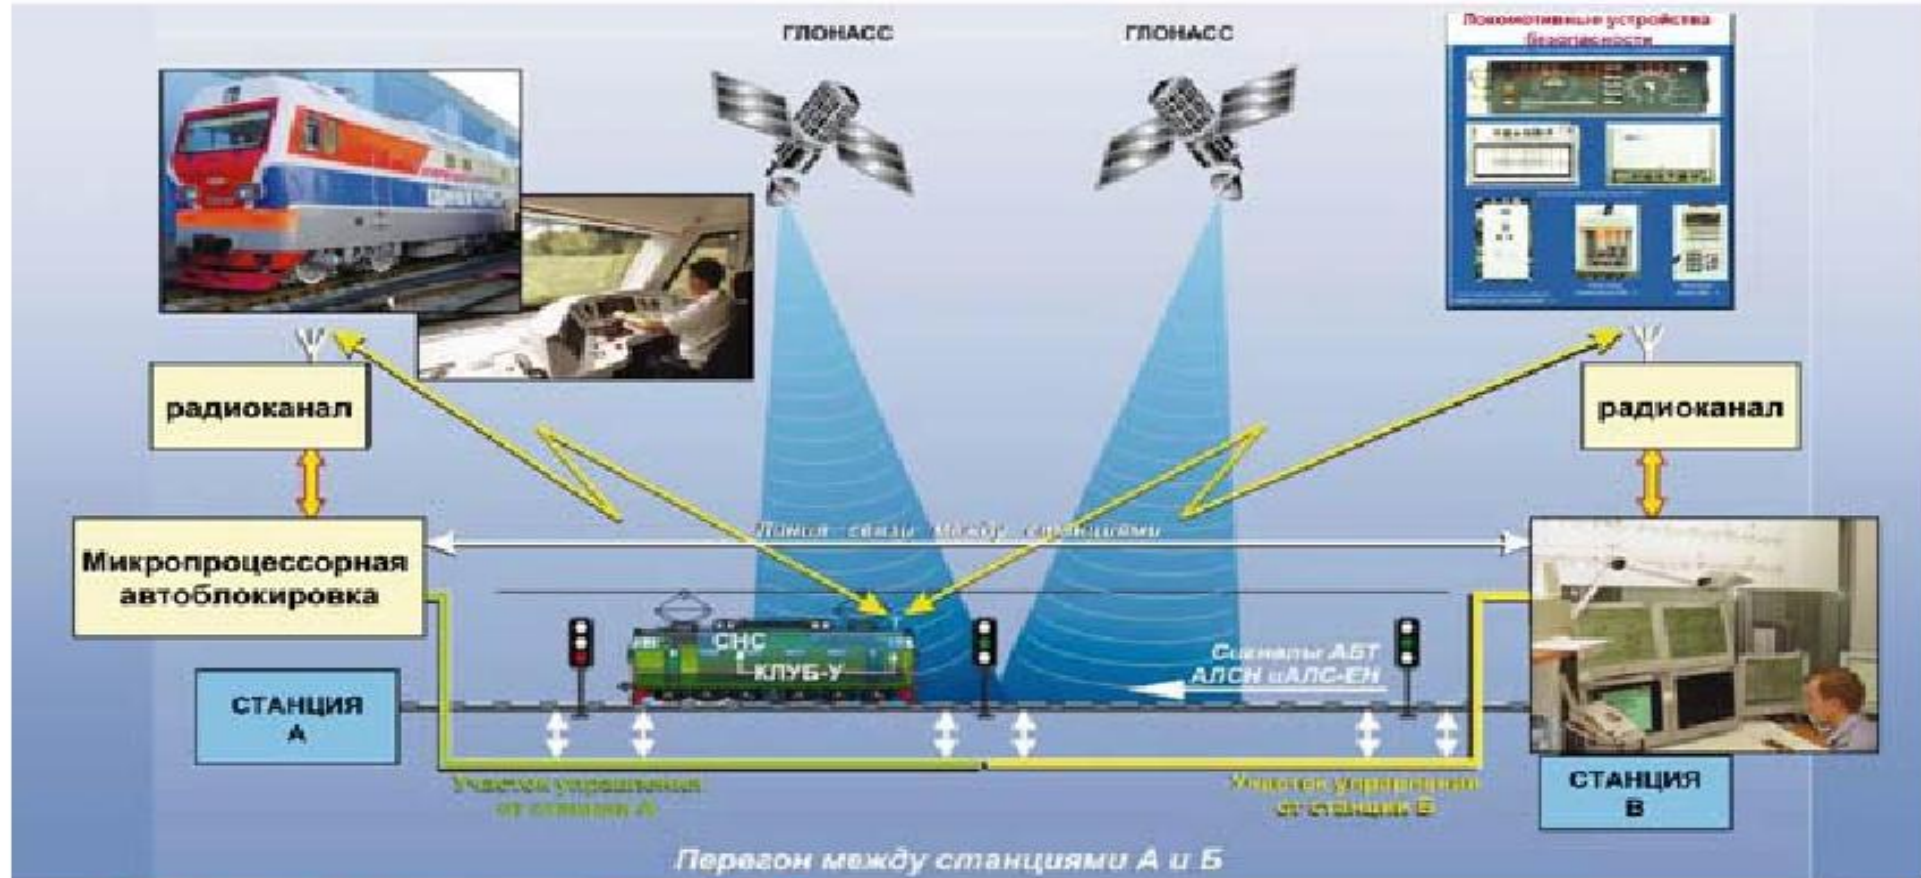 ГЛОНАСС
ГЛОНАСС
Локомотивные устройства
безопасности
радиоканал
радиоканал
Линия связи между станциями
Микропроцессорная
автоблокировка
СНС
КЛУБ-У
Сигналы АБТ
АЛСН иАЛС-ЕН
СТАНЦИЯ
А
Участок управления
от станции А
Участок управления
от станции Б
СТАНЦИЯ
В
Перегон между станциями А и Б